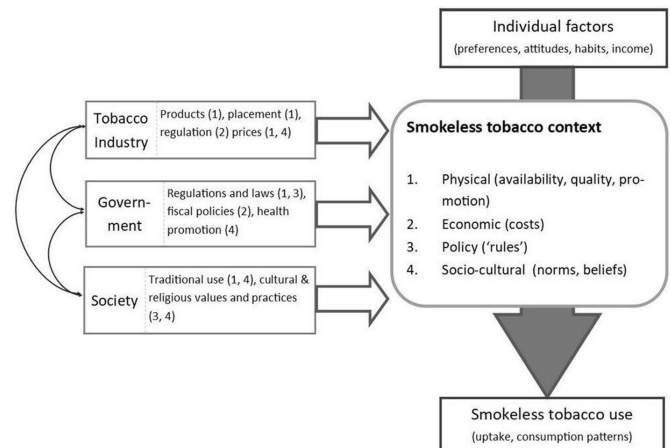 Individual factors
(preferences, attitudes, habits, income)
Tobacco
Industry
Products (1), placement (1),
regulation (2) prices (1, 4)
Govern-
ment
Regulations and laws (1, 3),
fiscal policies (2), health
promotion (4)
Society
Traditional use (1, 4), cultural &
religious values and practices
(3, 4)
Smokeless tobacco context
1. Physical (availability, quality, pro-
motion)
2. Economic (costs)
3. Policy (‘rules’)
4. Socio-cultural (norms, beliefs)
Smokeless tobacco use
(uptake, consumption patterns)